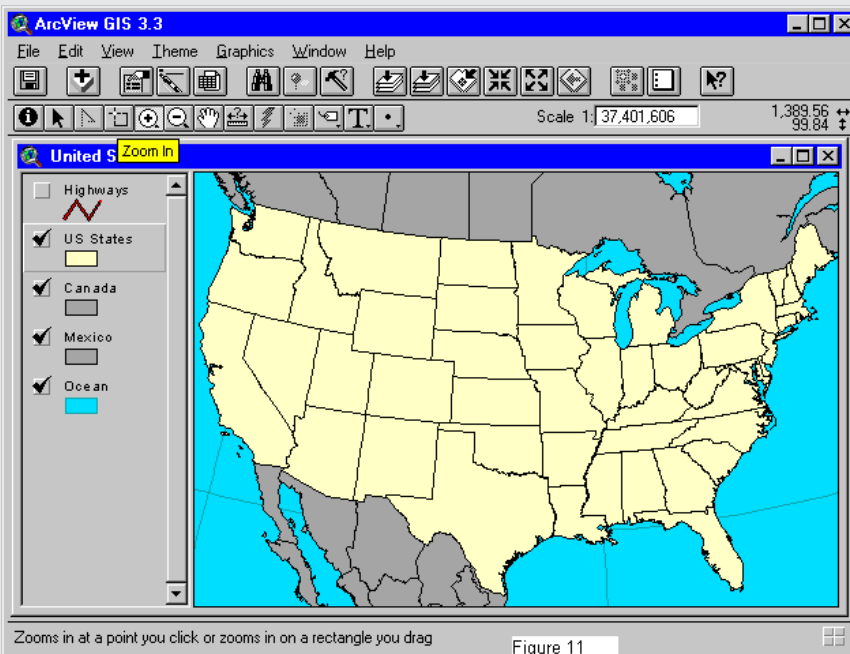 ArcView GIS 3.3
File Edit View Theme Graphics Window Help
Scale 1: 37,401,606
1,389.56
99.84
Zoom In
United S
Highways
US States
Canada
Mexico
Ocean
Zooms in at a point you click or zooms in on a rectangle you drag
Figure 11